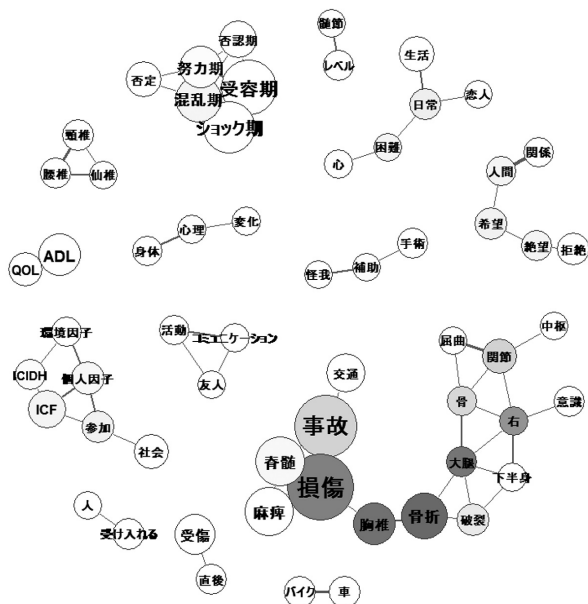 否認期
努力期
否定
混乱期
受容期
ショック期
髄節
レベル
生活
日常
恋人
困難
心
頸椎
腰椎
仙椎
関係
人間
希望
絶望
拒絶
身体
心理
変化
手術
補助
怪我
ADL
QOL
環境因子
ICIDH
個人因子
ICF
参加
社会
活動
コミュニケーション
友人
交通
事故
脊髄
損傷
麻痺
胸椎
骨折
破裂
屈曲
関節
中枢
骨
右
意識
大腿
下半身
人
受け入れる
受傷
直後
バイク
車